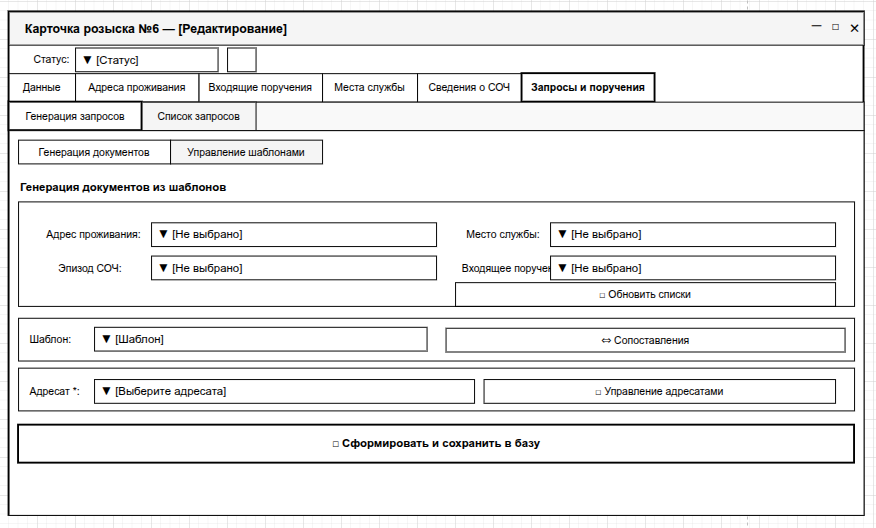 Карточка розыска №6 — [Редактирование]
Статус: ▼ [Статус]
Данные Адреса проживания Входящие поручения Места службы Сведения о СОЧ Запросы и поручения
Генерация запросов Список запросов
Генерация документов Управление шаблонами
Генерация документов из шаблонов
Адрес проживания: ▼ [Не выбрано] Место службы: ▼ [Не выбрано]
Эпизод СОЧ: ▼ [Не выбрано] Входящее поручен ▼ [Не выбрано]
□ Обновить списки
Шаблон: ▼ [Шаблон] ⇔ Сопоставления
Адресат *: ▼ [Выберите адресата] □ Управление адресатами
□ Сформировать и сохранить в базу